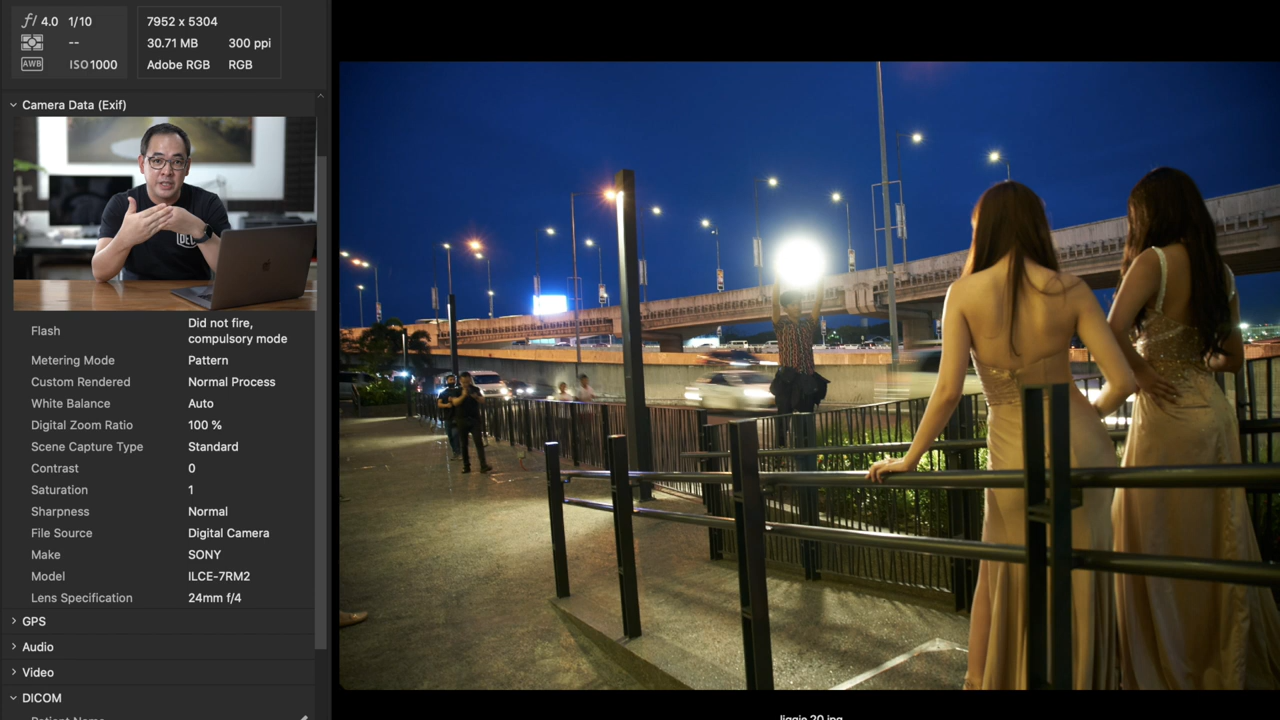 f/ 4.0 1/10
--
AWB ISO1000
7952 x 5304
30.71 MB 300 ppi
Adobe RGB RGB
Camera Data (Exif)
Flash Did not fire, compulsory mode
Metering Mode Pattern
Custom Rendered Normal Process
White Balance Auto
Digital Zoom Ratio 100 %
Scene Capture Type Standard
Contrast 0
Saturation 1
Sharpness Normal
File Source Digital Camera
Make SONY
Model ILCE-7RM2
Lens Specification 24mm f/4
GPS
Audio
Video
DICOM
Patient Name